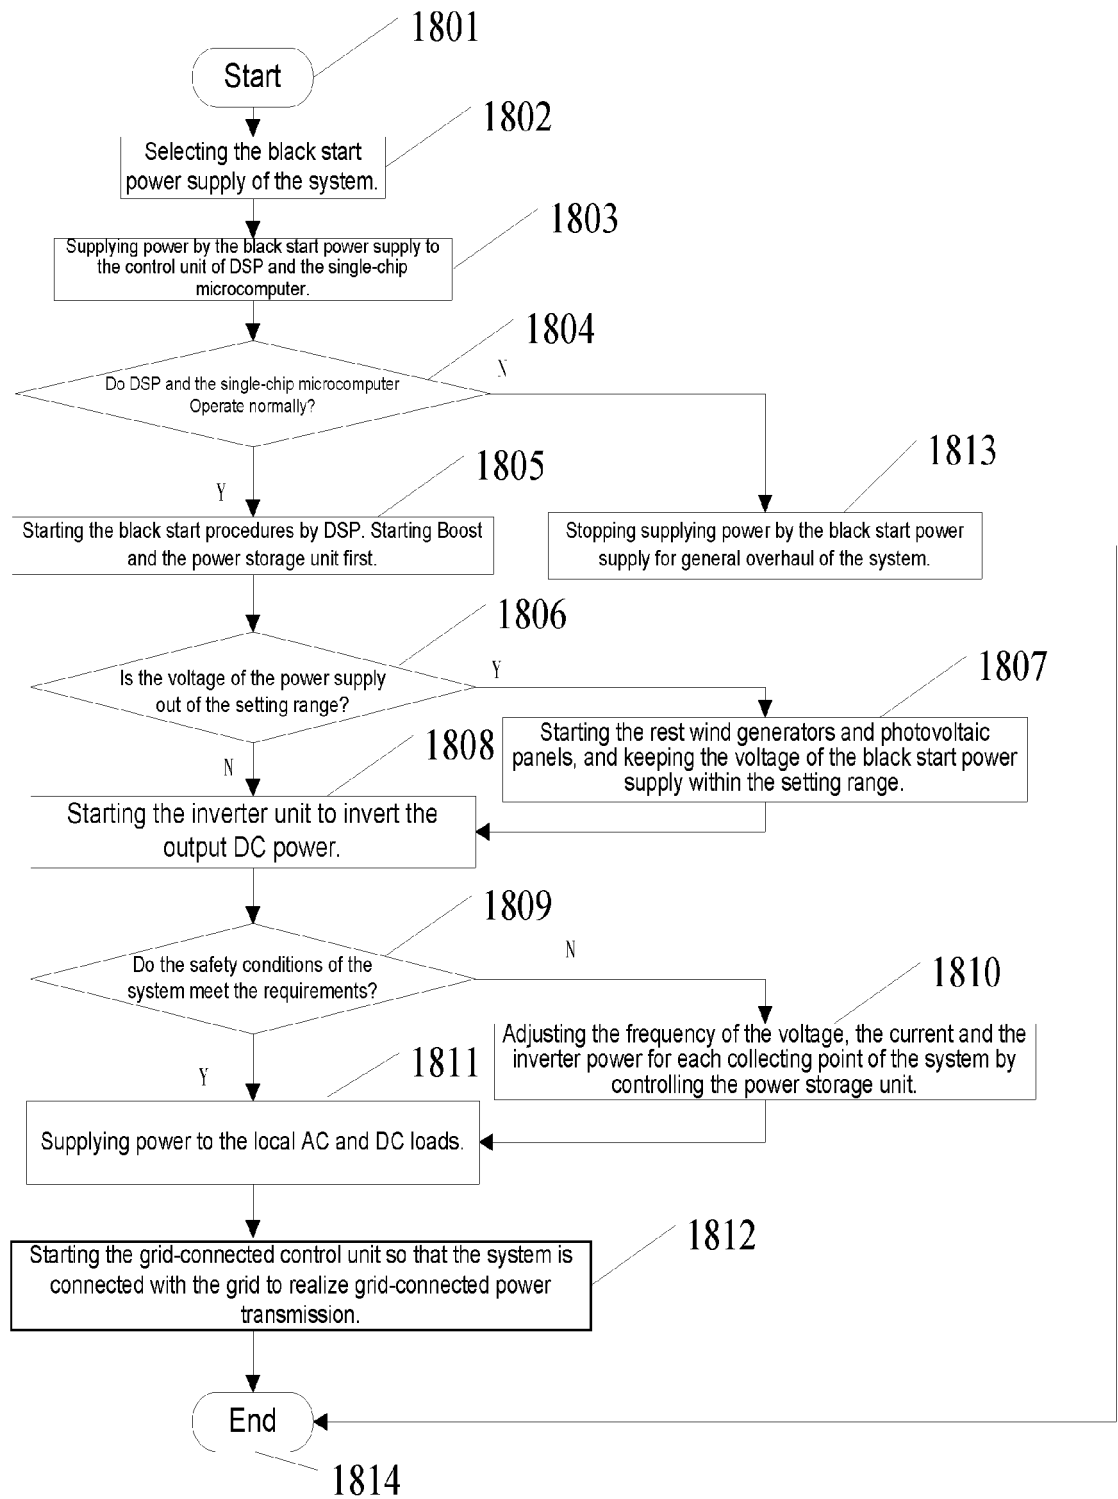 1801
Start
1802
Selecting the black start
power supply of the system.
1803
Supplying power by the black start power supply to
the control unit of DSP and the single-chip
microcomputer.
1804
Do DSP and the single-chip microcomputer
Operate normally?
N
1813
Stopping supplying power by the black start power
supply for general overhaul of the system.
Y
1805
Starting the black start procedures by DSP. Starting Boost
and the power storage unit first.
1806
Is the voltage of the power supply
out of the setting range?
Y
1807
Starting the rest wind generators and photovoltaic
panels, and keeping the voltage of the black start power
supply within the setting range.
N
1808
Starting the inverter unit to invert the
output DC power.
1809
Do the safety conditions of the
system meet the requirements?
N
1810
Adjusting the frequency of the voltage, the current and the
inverter power for each collecting point of the system by
controlling the power storage unit.
Y
1811
Supplying power to the local AC and DC loads.
1812
Starting the grid-connected control unit so that the system is
connected with the grid to realize grid-connected power
transmission.
End
1814